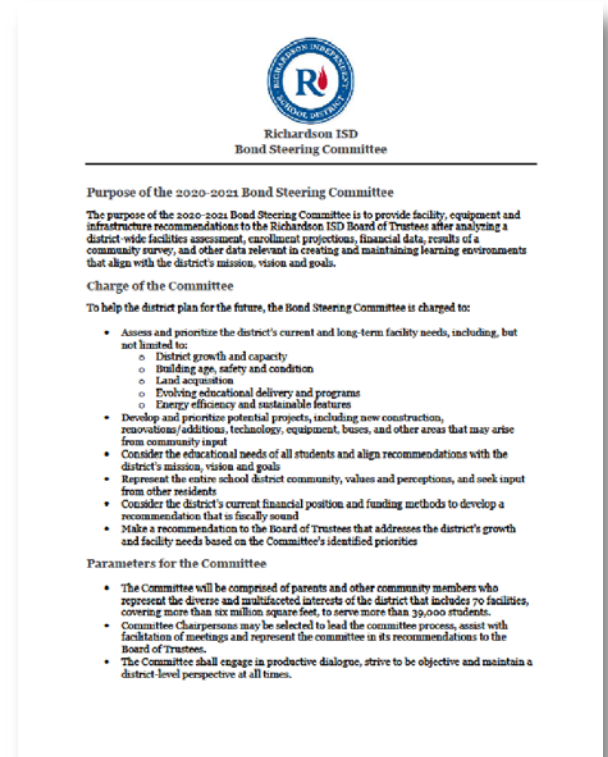 RICHARDSON INDEPENDENT
SCHOOL DISTRICT
R
Richardson ISD
Bond Steering Committee
Purpose of the 2020-2021 Bond Steering Committee
The purpose of the 2020-2021 Bond Steering Committee is to provide facility, equipment and
infrastructure recommendations to the Richardson ISD Board of Trustees after analyzing a
district-wide facilities assessment, enrollment projections, financial data, results of a
community survey, and other data relevant in creating and maintaining learning environments
that align with the district's mission, vision and goals.
Charge of the Committee
To help the district plan for the future, the Bond Steering Committee is charged to:
• Assess and prioritize the district's current and long-term facility needs, including, but
not limited to:
o District growth and capacity
o Building age, safety and condition
o Land acquisition
o Evolving educational delivery and programs
o Energy efficiency and sustainable features
• Develop and prioritize potential projects, including new construction,
renovations/additions, technology, equipment, buses, and other areas that may arise
from community input
• Consider the educational needs of all students and align recommendations with the
district's mission, vision and goals
• Represent the entire school district community, values and perceptions, and seek input
from other residents
• Consider the district's current financial position and funding methods to develop a
recommendation that is fiscally sound
• Make a recommendation to the Board of Trustees that addresses the district's growth
and facility needs based on the Committee's identified priorities
Parameters for the Committee
• The Committee will be comprised of parents and other community members who
represent the diverse and multifaceted interests of the district that includes 70 facilities,
covering more than six million square feet, to serve more than 39,000 students.
• Committee Chairpersons may be selected to lead the committee process, assist with
facilitation of meetings and represent the committee in its recommendations to the
Board of Trustees.
• The Committee shall engage in productive dialogue, strive to be objective and maintain a
district-level perspective at all times.